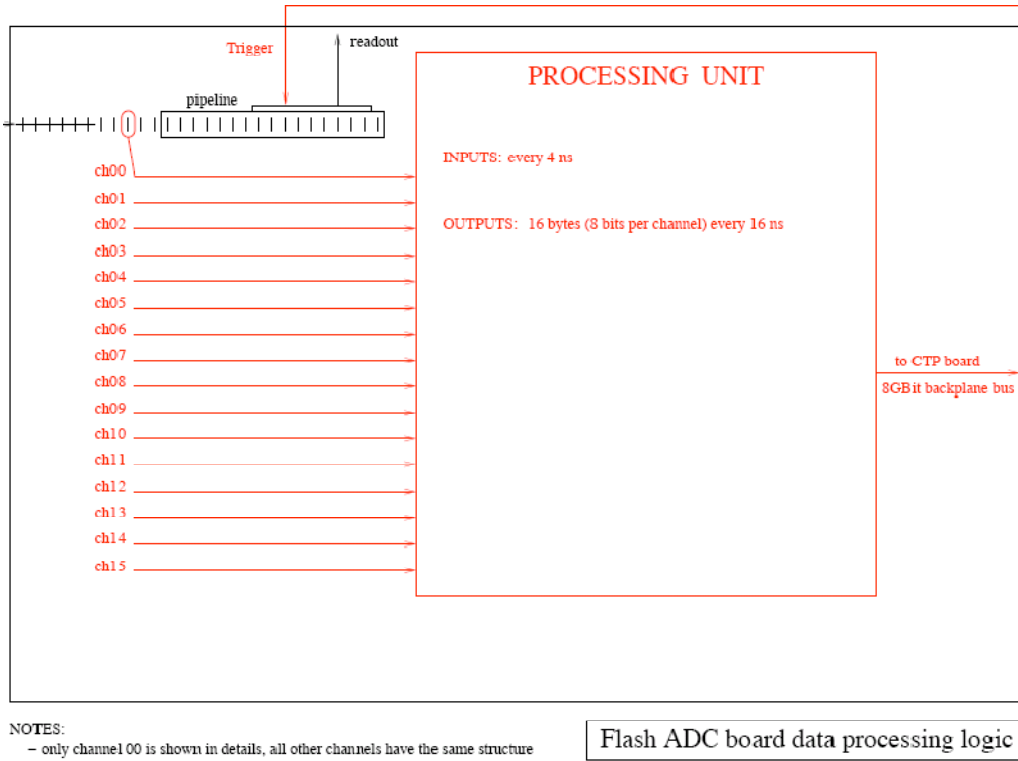 Trigger
readout
pipeline
PROCESSING UNIT
INPUTS: every 4 ns
OUTPUTS: 16 bytes (8 bits per channel) every 16 ns
ch00
ch01
ch02
ch03
ch04
ch05
ch06
ch07
ch08
ch09
ch10
ch11
ch12
ch13
ch14
ch15
to CTP board
8GBit backplane bus
NOTES:
– only channel 00 is shown in details, all other channels have the same structure
Flash ADC board data processing logic